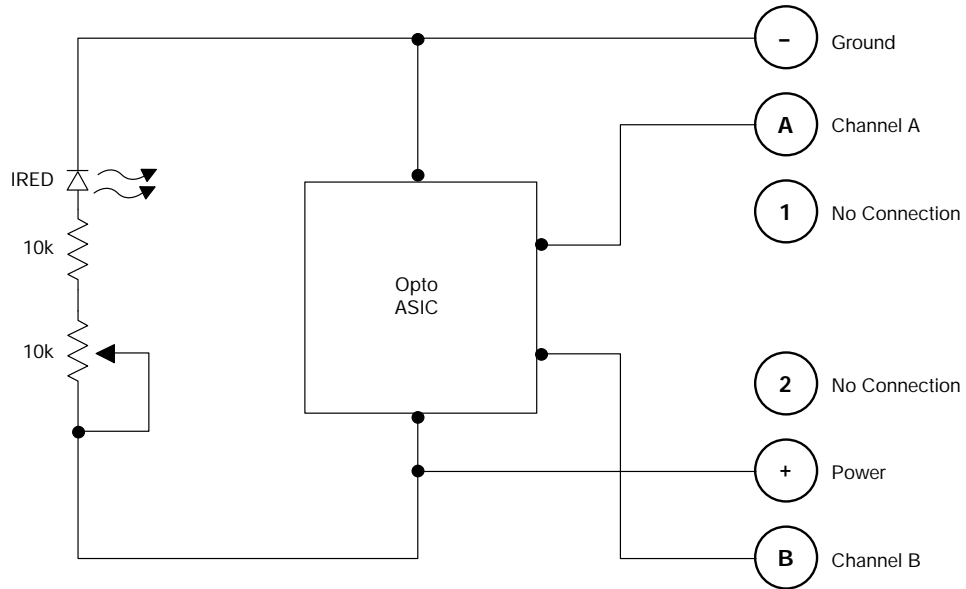 – Ground
A Channel A
1 No Connection
IRED
10k
Opto
ASIC
10k
2 No Connection
+ Power
B Channel B